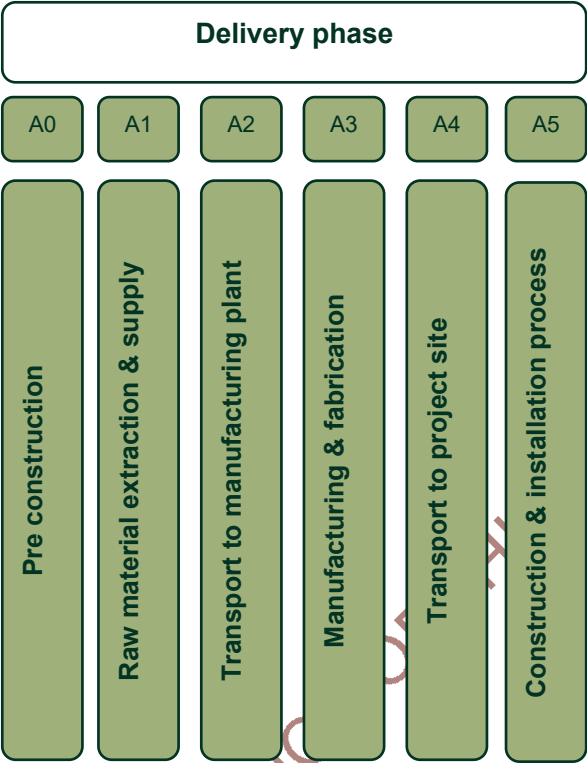 Delivery phase
A0
A1
A2
A3
A4
A5
Pre construction
Raw material extraction & supply
Transport to manufacturing plant
Manufacturing & fabrication
Transport to project site
Construction & installation process